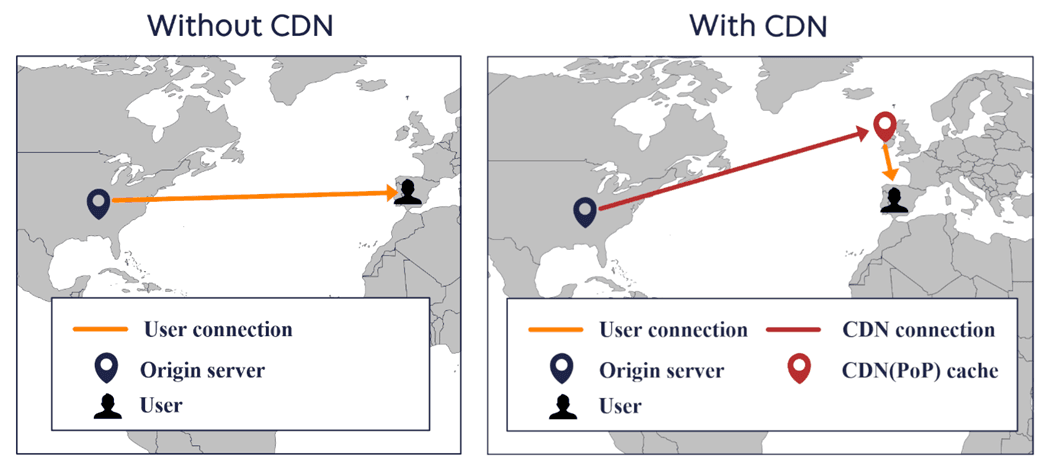 Without CDN
User connection
Origin server
User
With CDN
User connection CDN connection
Origin server CDN(PoP) cache
User